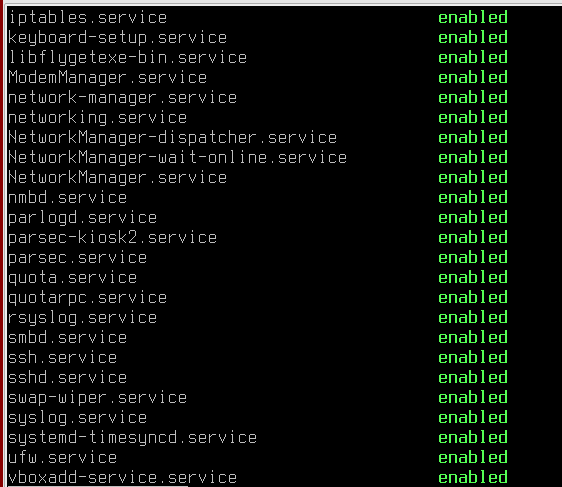 iptables.service enabled
keyboard-setup.service enabled
libflygetexe-bin.service enabled
ModemManager.service enabled
network-manager.service enabled
networking.service enabled
NetworkManager-dispatcher.service enabled
NetworkManager-wait-online.service enabled
NetworkManager.service enabled
nmbd.service enabled
parlogd.service enabled
parsec-kiosk2.service enabled
parsec.service enabled
quota.service enabled
quotarpc.service enabled
rsyslog.service enabled
smbd.service enabled
ssh.service enabled
sshd.service enabled
swap-wiper.service enabled
syslog.service enabled
systemd-timesyncd.service enabled
ufw.service enabled
vboxadd-service.service enabled